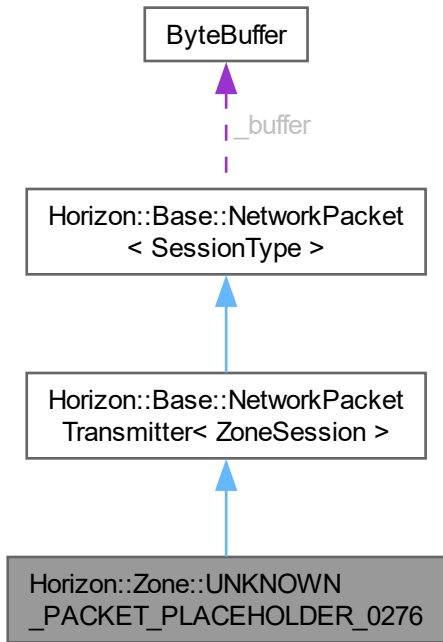 ByteBuffer
_buffer
Horizon::Base::NetworkPacket
< SessionType >
Horizon::Base::NetworkPacket
Transmitter< ZoneSession >
Horizon::Zone::UNKNOWN
_PACKET_PLACEHOLDER_0276